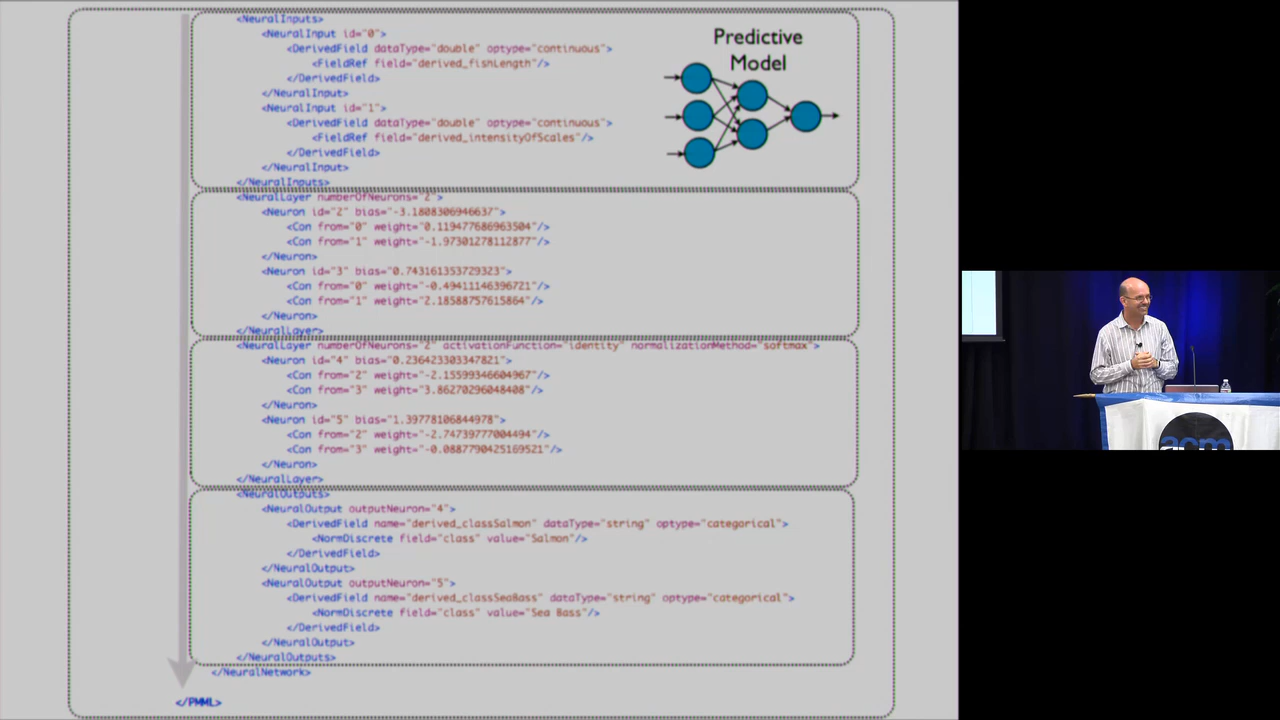 <NeuralInputs>
<NeuralInput id="0">
<DerivedField dataType="double" optype="continuous">
<FieldRef field="derived_fishLength"/>
</DerivedField>
</NeuralInput>
<NeuralInput id="1">
<DerivedField dataType="double" optype="continuous">
<FieldRef field="derived_intensityOfScales"/>
</DerivedField>
</NeuralInput>
</NeuralInputs>
Predictive
Model
<NeuralLayer numberOfNeurons="2">
<Neuron id="2" bias="-3.1808306946637">
<Con from="0" weight="0.119477686963504"/>
<Con from="1" weight="-1.97301278112877"/>
</Neuron>
<Neuron id="3" bias="0.743161353729323">
<Con from="0" weight="-0.49411146396721"/>
<Con from="1" weight="2.18588757615864"/>
</Neuron>
</NeuralLayer>
<NeuralLayer numberOfNeurons="2" activationFunction="identity" normalizationMethod="softmax">
<Neuron id="4" bias="0.236423303347821">
<Con from="2" weight="-2.15599346604967"/>
<Con from="3" weight="3.86270296048408"/>
</Neuron>
<Neuron id="5" bias="1.39778106844978">
<Con from="2" weight="-2.74739777004494"/>
<Con from="3" weight="-0.0887790425169521"/>
</Neuron>
</NeuralLayer>
<NeuralOutputs>
<NeuralOutput outputNeuron="4">
<DerivedField name="derived_classSalmon" dataType="string" optype="categorical">
<NormDiscrete field="class" value="Salmon"/>
</DerivedField>
</NeuralOutput>
<NeuralOutput outputNeuron="5">
<DerivedField name="derived_classSeaBass" dataType="string" optype="categorical">
<NormDiscrete field="class" value="Sea Bass"/>
</DerivedField>
</NeuralOutput>
</NeuralOutputs>
</NeuralNetwork>
</PMML>
acm